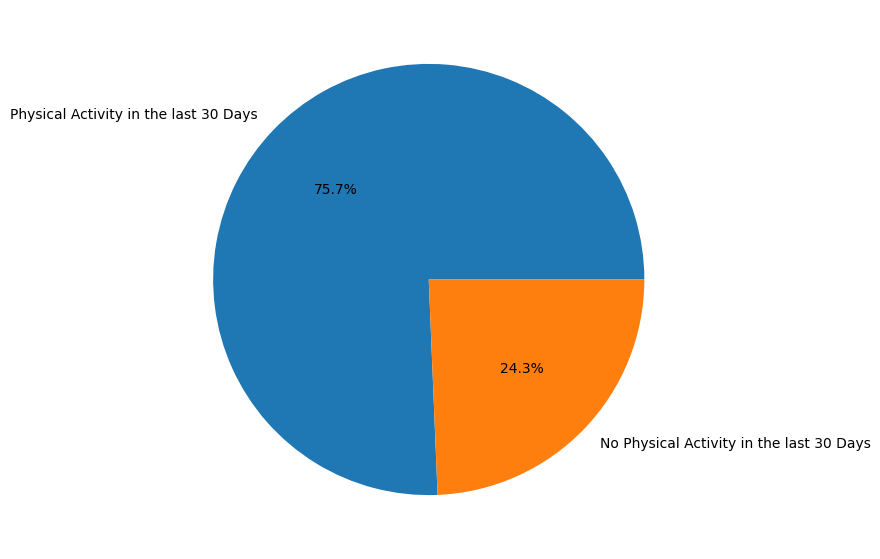 Physical Activity in the last 30 Days
75.7%
24.3%
No Physical Activity in the last 30 Days